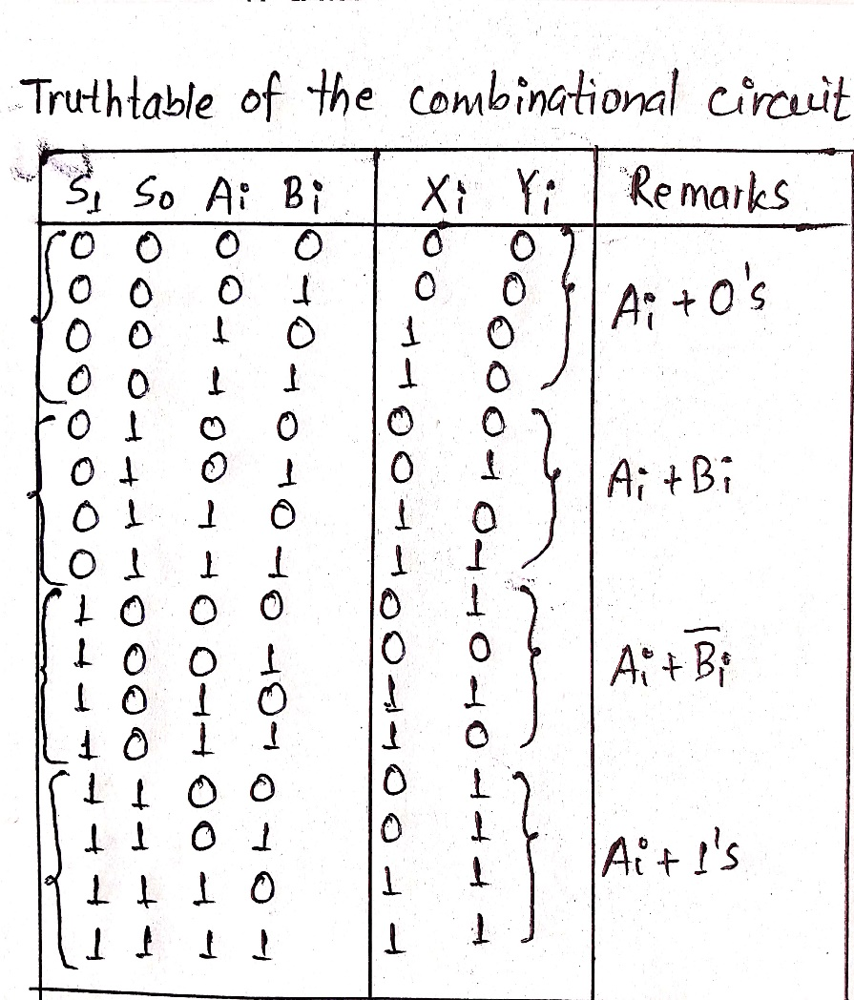 Truthtable of the combinational circuit
S1 S0 Ai Bi Xi Yi Remarks
0 0 0 0 0 0
0 0 0 1 0 0 Ai + 0's
0 0 1 0 1 0
0 0 1 1 1 0
0 1 0 0 0 0
0 1 0 1 0 1 Ai + Bi
0 1 1 0 1 0
0 1 1 1 1 1
1 0 0 0 0 1
1 0 0 1 0 0 Ai + B̅i
1 0 1 0 1 1
1 0 1 1 1 0
1 1 0 0 0 1
1 1 0 1 0 1 Ai + 1's
1 1 1 0 1 1
1 1 1 1 1 1